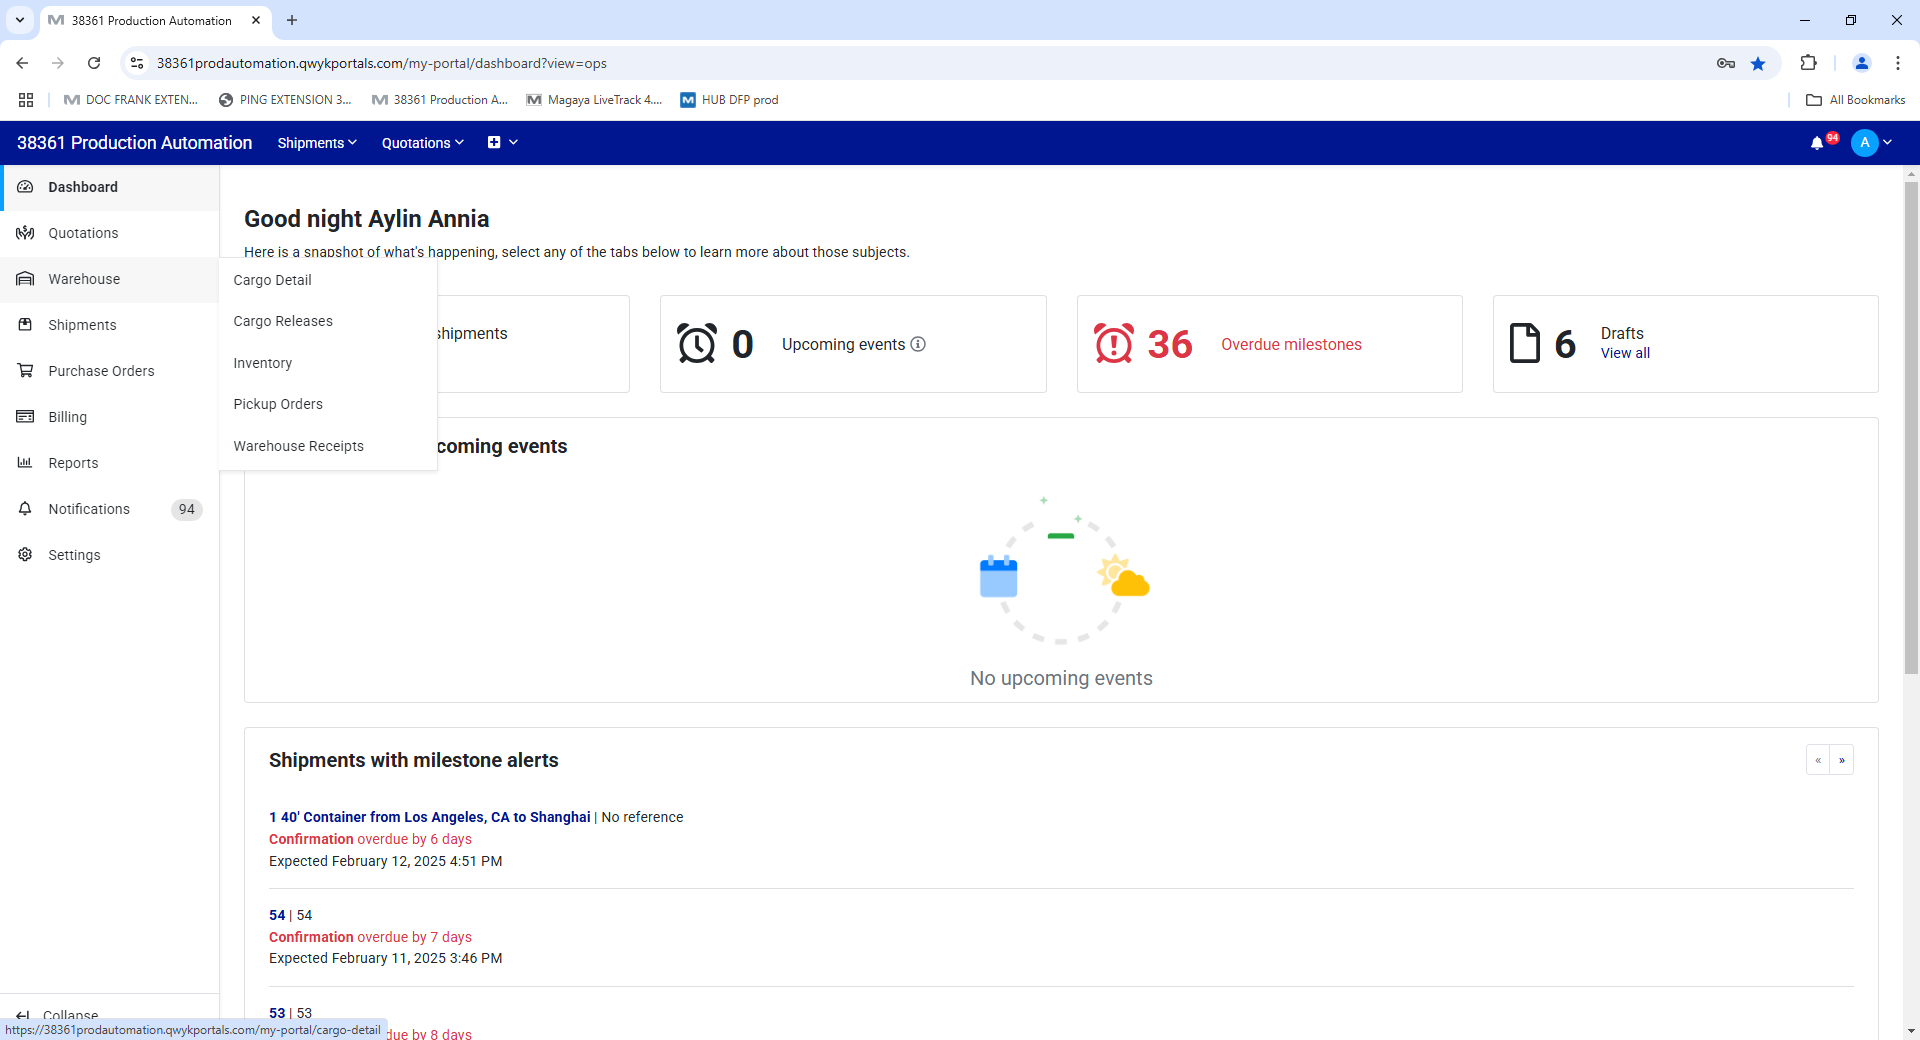 38361 Production Automation
38361prodautomation.qwykportals.com/my-portal/dashboard?view=ops
DOC FRANK EXTEN...
PING EXTENSION 3...
38361 Production A...
Magaya LiveTrack 4....
HUB DFP prod
All Bookmarks
38361 Production Automation
Shipments
Quotations
94
A
Dashboard
Quotations
Warehouse
Shipments
Purchase Orders
Billing
Reports
Notifications
94
Settings
Collapse
Cargo Detail
Cargo Releases
Inventory
Pickup Orders
Warehouse Receipts
Good night Aylin Annia
Here is a snapshot of what's happening, select any of the tabs below to learn more about those subjects.
shipments
0 Upcoming events
36 Overdue milestones
6 Drafts
View all
coming events
No upcoming events
Shipments with milestone alerts
« »
1 40' Container from Los Angeles, CA to Shanghai | No reference
Confirmation overdue by 6 days
Expected February 12, 2025 4:51 PM
54 | 54
Confirmation overdue by 7 days
Expected February 11, 2025 3:46 PM
53 | 53
due by 8 days
https://38361prodautomation.qwykportals.com/my-portal/cargo-detail